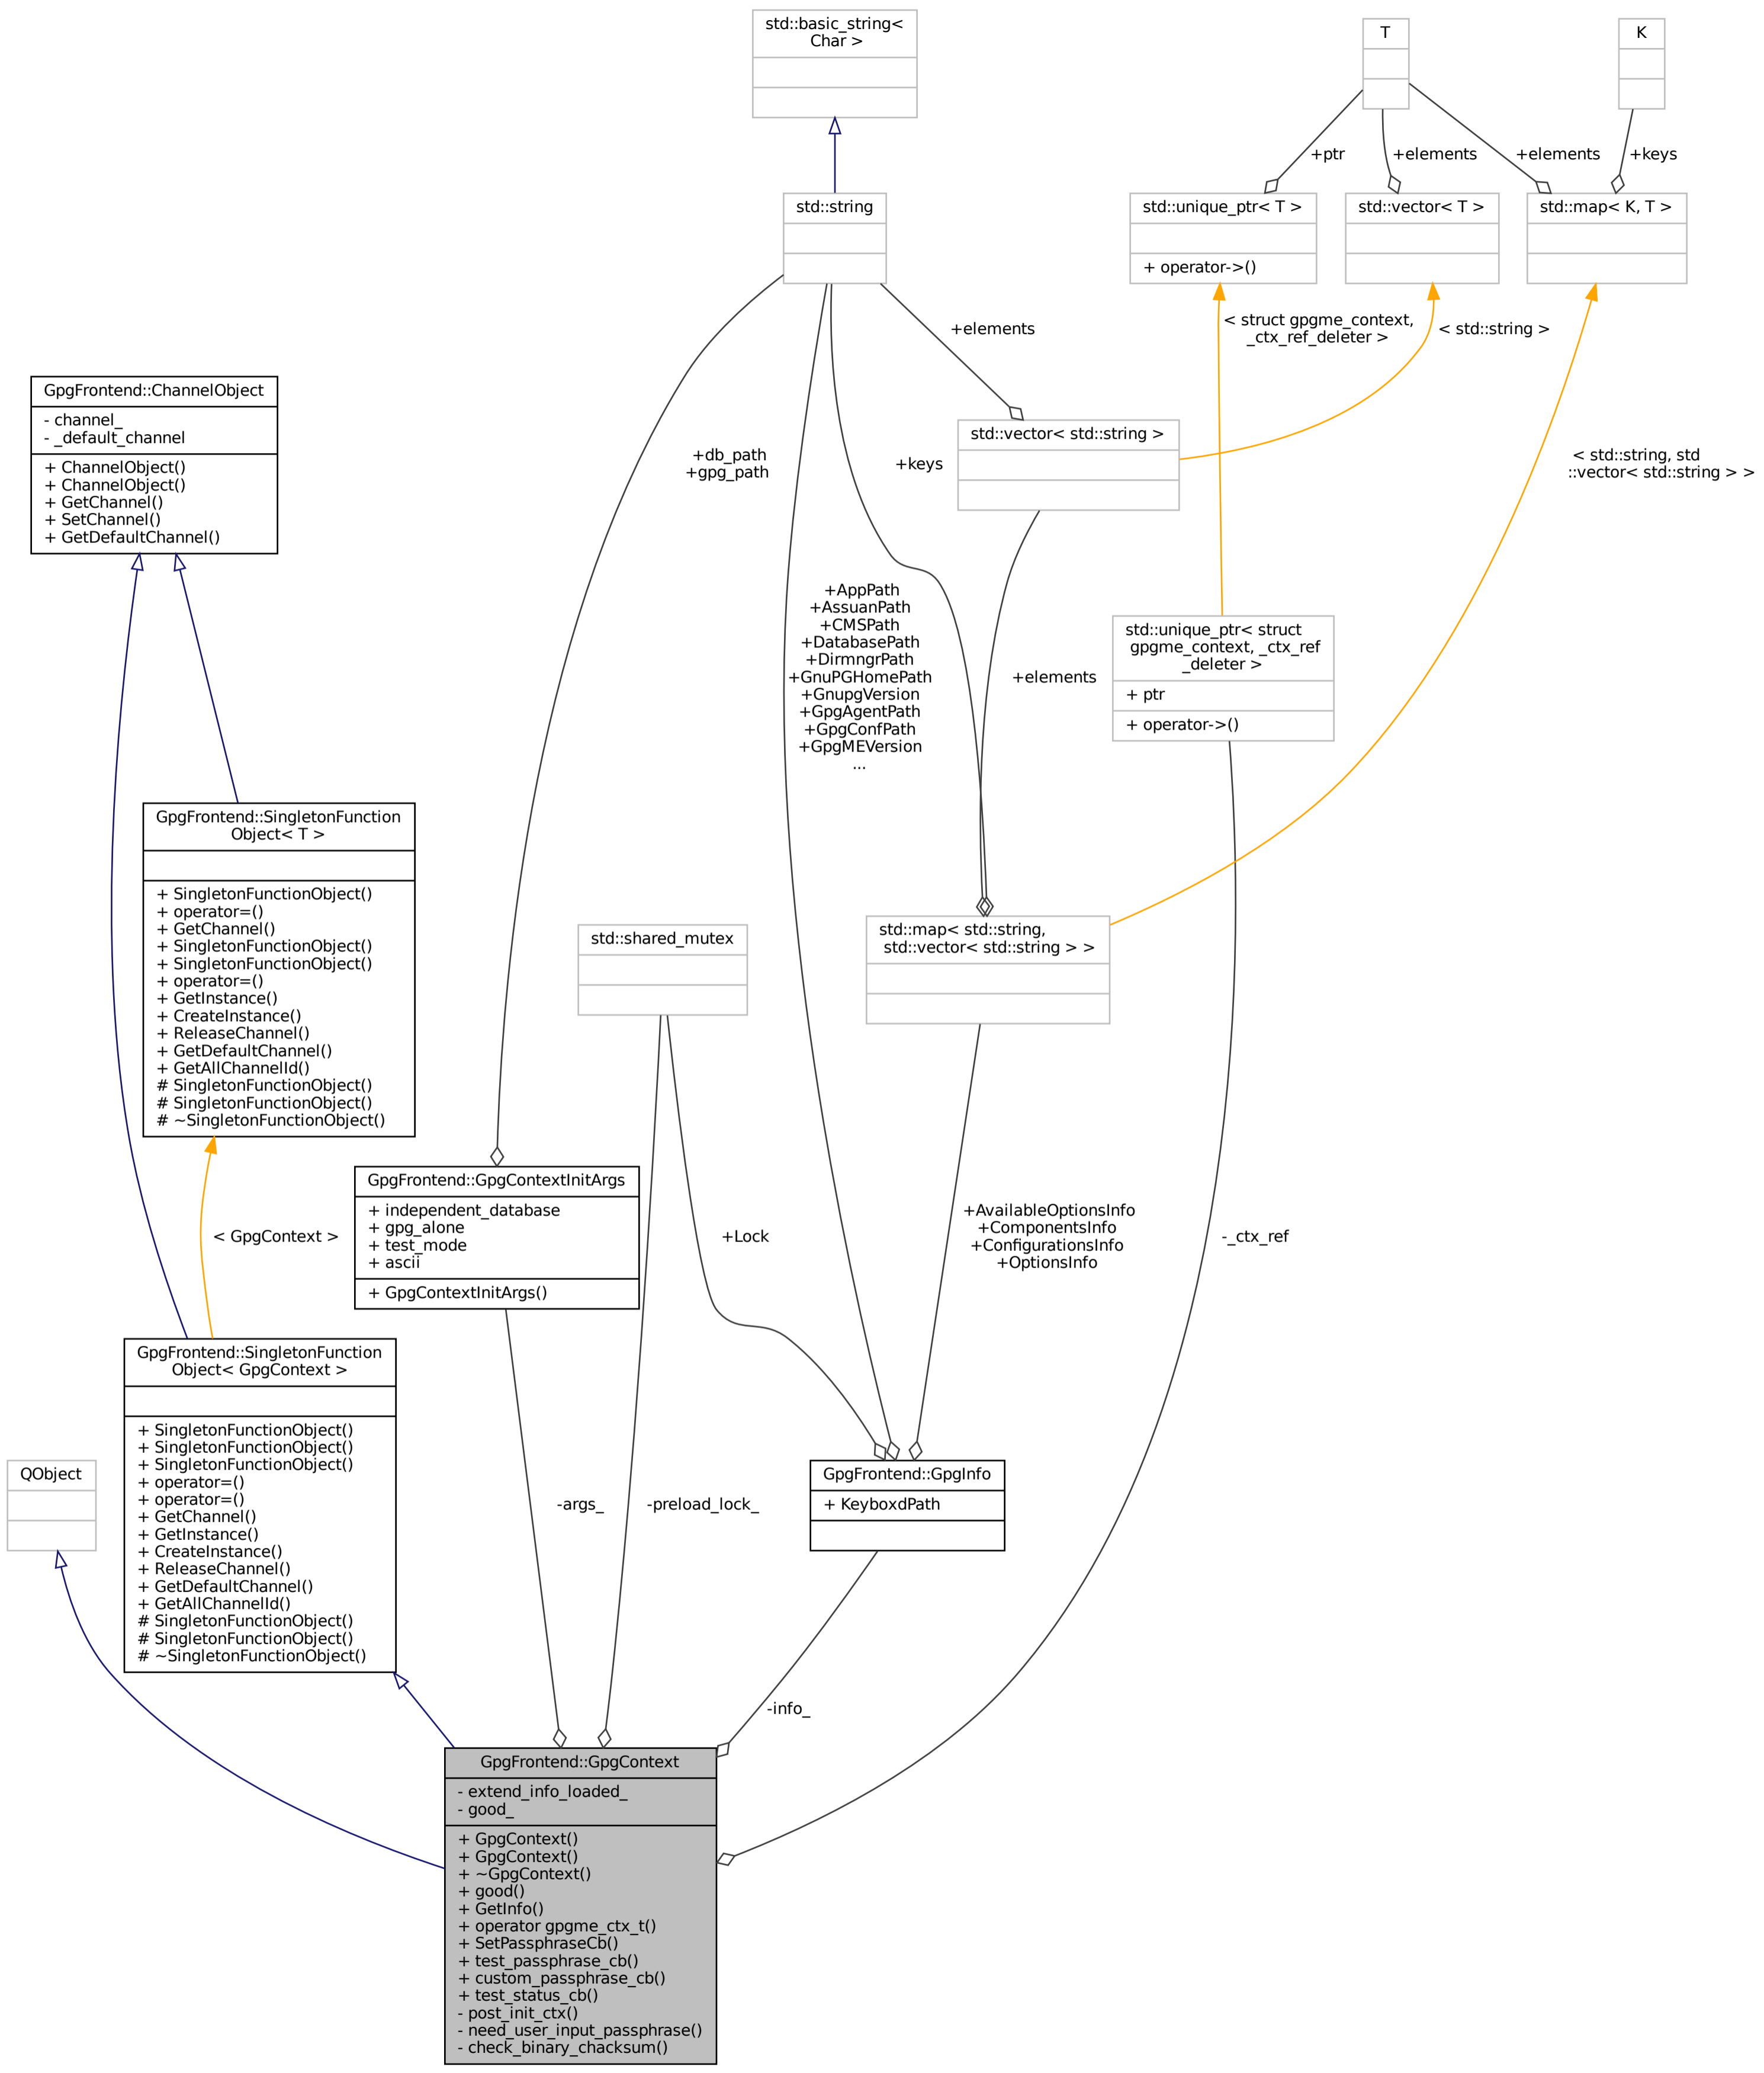 std::basic_string<
Char >
T
K
+ptr
+elements
+elements
+keys
std::string
std::unique_ptr< T >
+ operator->()
std::vector< T >
std::map< K, T >
+elements
< struct gpgme_context,
_ctx_ref_deleter >
< std::string >
GpgFrontend::ChannelObject
- channel_
- _default_channel
+ ChannelObject()
+ ChannelObject()
+ GetChannel()
+ SetChannel()
+ GetDefaultChannel()
+db_path
+gpg_path
+keys
std::vector< std::string >
< std::string, std
::vector< std::string > >
+AppPath
+AssuanPath
+CMSPath
+DatabasePath
+DirmngrPath
+GnuPGHomePath
+GnupgVersion
+GpgAgentPath
+GpgConfPath
+GpgMEVersion
...
+elements
std::unique_ptr< struct
gpgme_context, _ctx_ref
_deleter >
+ ptr
+ operator->()
GpgFrontend::SingletonFunction
Object< T >
+ SingletonFunctionObject()
+ operator=()
+ GetChannel()
+ SingletonFunctionObject()
+ SingletonFunctionObject()
+ operator=()
+ GetInstance()
+ CreateInstance()
+ ReleaseChannel()
+ GetDefaultChannel()
+ GetAllChannelId()
# SingletonFunctionObject()
# SingletonFunctionObject()
# ~SingletonFunctionObject()
std::shared_mutex
std::map< std::string,
std::vector< std::string > >
< GpgContext >
GpgFrontend::GpgContextInitArgs
+ independent_database
+ gpg_alone
+ test_mode
+ ascii
+ GpgContextInitArgs()
+Lock
+AvailableOptionsInfo
+ComponentsInfo
+ConfigurationsInfo
+OptionsInfo
-_ctx_ref
GpgFrontend::SingletonFunction
Object< GpgContext >
+ SingletonFunctionObject()
+ SingletonFunctionObject()
+ SingletonFunctionObject()
+ operator=()
+ operator=()
+ GetChannel()
+ GetInstance()
+ CreateInstance()
+ ReleaseChannel()
+ GetDefaultChannel()
+ GetAllChannelId()
# SingletonFunctionObject()
# SingletonFunctionObject()
# ~SingletonFunctionObject()
QObject
-args_
-preload_lock_
GpgFrontend::GpgInfo
+ KeyboxdPath
-info_
GpgFrontend::GpgContext
- extend_info_loaded_
- good_
+ GpgContext()
+ GpgContext()
+ ~GpgContext()
+ good()
+ GetInfo()
+ operator gpgme_ctx_t()
+ SetPassphraseCb()
+ test_passphrase_cb()
+ custom_passphrase_cb()
+ test_status_cb()
- post_init_ctx()
- need_user_input_passphrase()
- check_binary_chacksum()